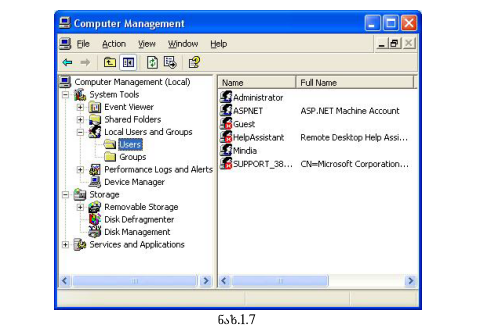 Computer Management
File Action View Window Help
Computer Management (Local)
System Tools
Event Viewer
Shared Folders
Local Users and Groups
Users
Groups
Performance Logs and Alerts
Device Manager
Storage
Removable Storage
Disk Defragmenter
Disk Management
Services and Applications
Name Full Name
Administrator
ASPNET ASP.NET Machine Account
Guest
HelpAssistant Remote Desktop Help Assi...
Mindia
SUPPORT_38... CN=Microsoft Corporation...
ნახ.1.7